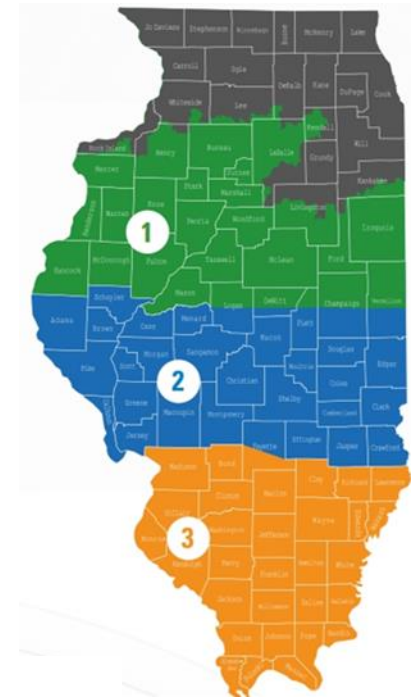 Jo Daviess Stephenson Winnebago Boone McHenry Lake
Carroll Ogle DeKalb Kane DuPage Cook
Whiteside Lee Kendall Will
Rock Island Henry Bureau LaSalle Grundy Kankakee
Mercer Stark Putnam Marshall Livingston Iroquois
Henderson Warren Knox Peoria Woodford
1
Hancock McDonough Fulton Tazewell McLean Ford
Mason Logan DeWitt Champaign Vermilion
Adams Schuyler Brown Cass Menard Macon Piatt Douglas Edgar
Pike Scott Morgan Sangamon Christian Moultrie Coles
2
Greene Macoupin Montgomery Shelby Cumberland Clark
Jersey Fayette Effingham Jasper Crawford
Madison Bond Clay Richland Lawrence
Clinton Marion Wayne
Monroe Washington Jefferson
3
Randolph Perry Franklin Hamilton White
Jackson Williamson Saline Gallatin
Union Johnson Pope Hardin
Massac